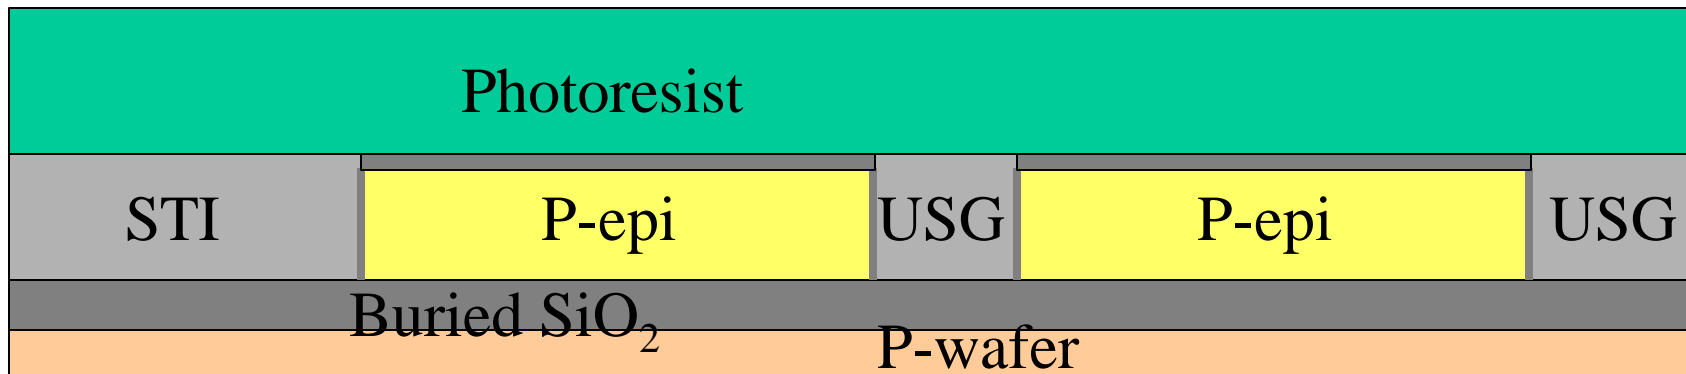 Photoresist
STI P-epi USG P-epi USG
Buried SiO₂
P-wafer